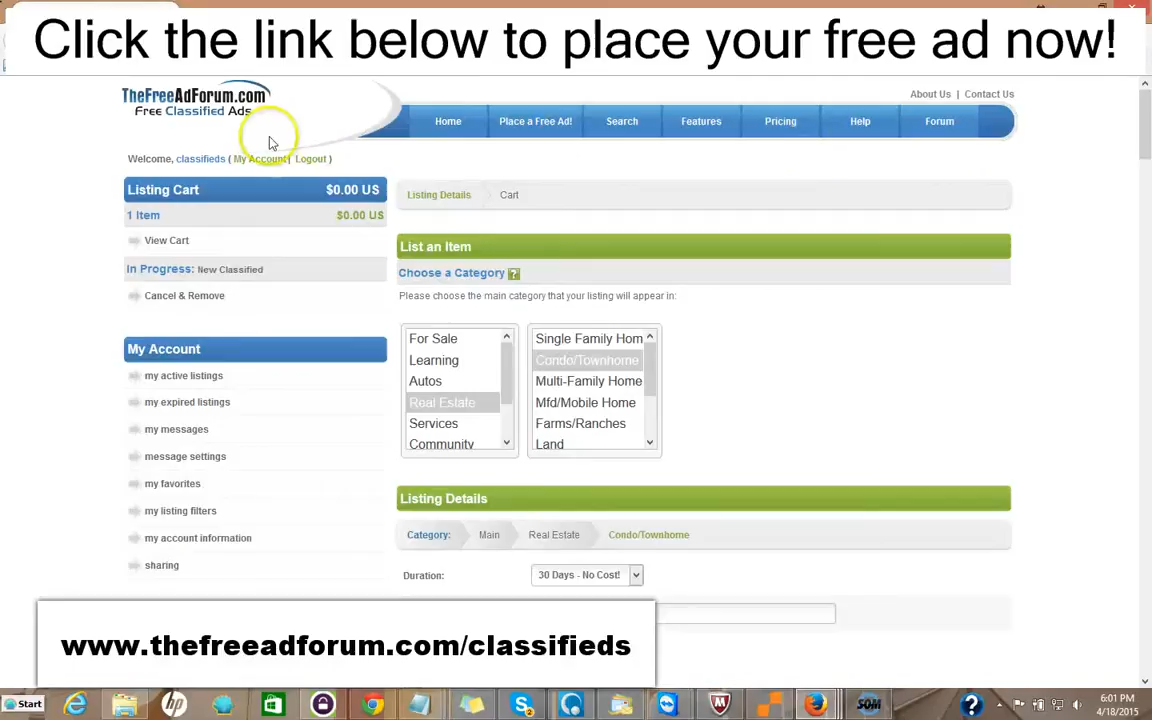 Click the link below to place your free ad now!
TheFreeAdForum.com
Free Classified Ads
About Us | Contact Us
Home
Place a Free Ad!
Search
Features
Pricing
Help
Forum
Welcome, classifieds ( My Account | Logout )
Listing Cart $0.00 US
1 Item $0.00 US
View Cart
In Progress: New Classified
Cancel & Remove
My Account
my active listings
my expired listings
my messages
message settings
my favorites
my listing filters
my account information
sharing
Listing Details
Cart
List an Item
Choose a Category ?
Please choose the main category that your listing will appear in:
For Sale
Learning
Autos
Real Estate
Services
Community
Single Family Hom
Condo/Townhome
Multi-Family Home
Mfd/Mobile Home
Farms/Ranches
Land
Listing Details
Category: Main Real Estate Condo/Townhome
Duration: 30 Days - No Cost!
www.thefreeadforum.com/classifieds
Start
6:01 PM
4/18/2015